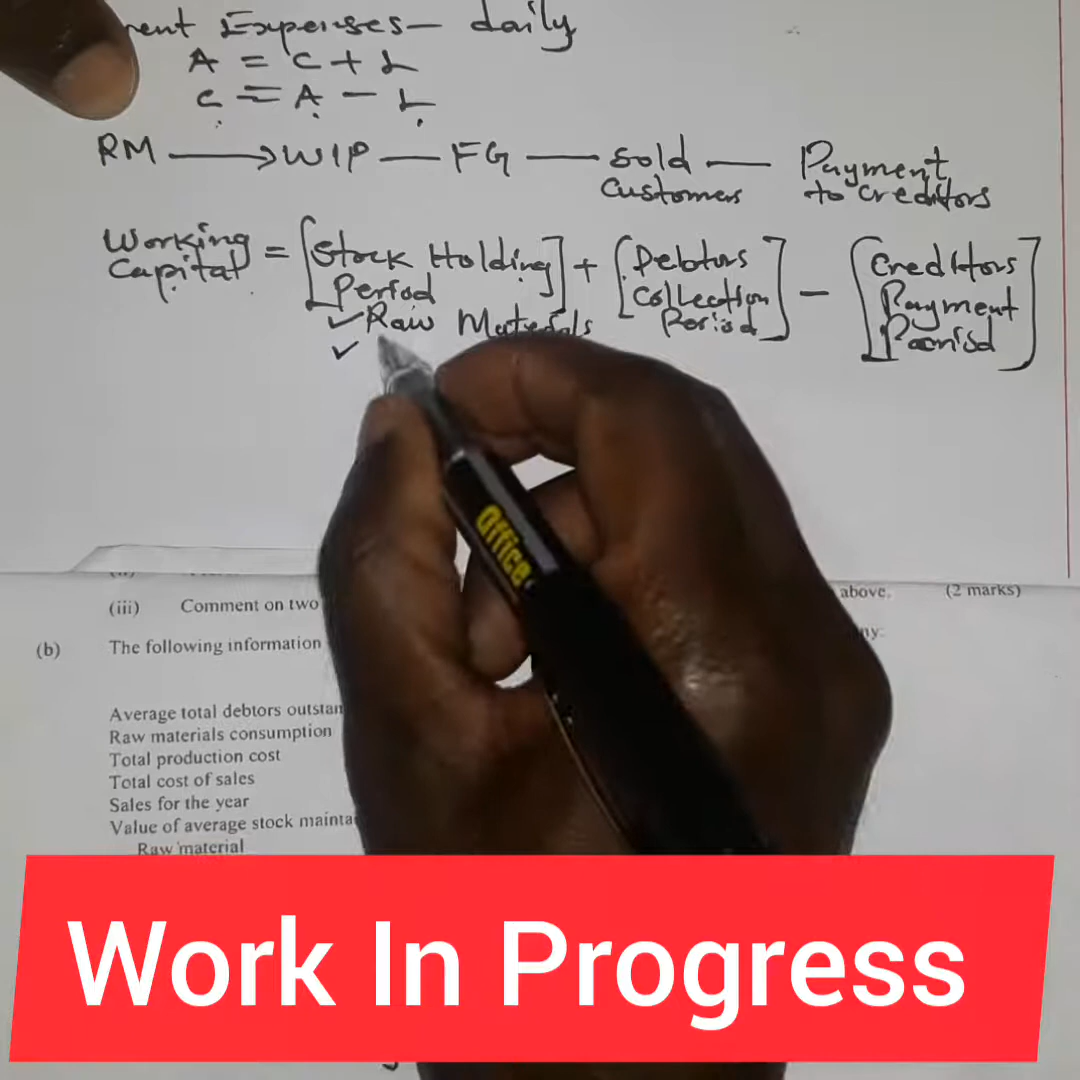 Expenses — daily
A = C + L
C = A - L
RM → WIP — FG — Sold Customers — Payment to Creditors
Working Capital = [Stock Holding Period] + [Debtors Collection Period] - [Creditors Payment Paeriod]
✓ Raw Materials
✓
Office
above. (2 marks)
(iii) Comment on two
(b) The following information
Average total debtors outstan
Raw materials consumption
Total production cost
Total cost of sales
Sales for the year
Value of average stock mainta
Raw material
Work In Progress